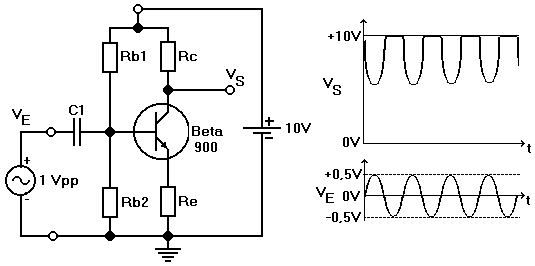 Rb1
Rc
VS
VE
C1
Beta
900
+
10V
+
1 Vpp
-
Rb2
Re
+10V
VS
0V
t
+0,5V
VE 0V
-0,5V
t